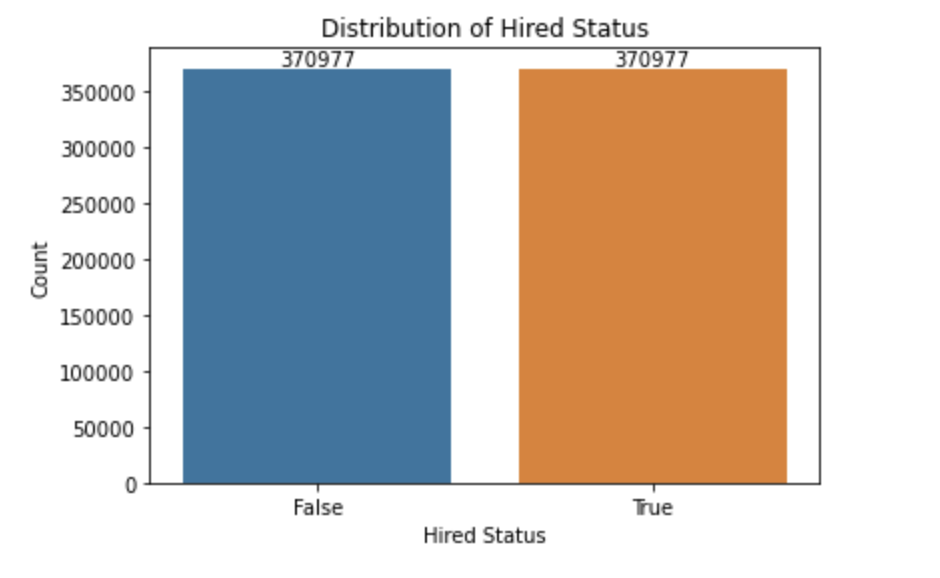 Distribution of Hired Status
370977 370977
350000
300000
250000
200000
150000
100000
50000
0
Count
False True
Hired Status